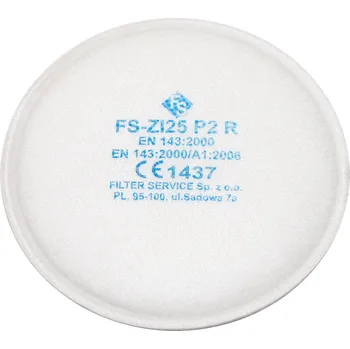 FS
FS-ZI25 P2 R
EN 143:2000
EN 143:2000/A1:2006
CE 1437
FILTER SERVICE Sp. z o.o.
PL, 95-100, ul.Sadowa 7a